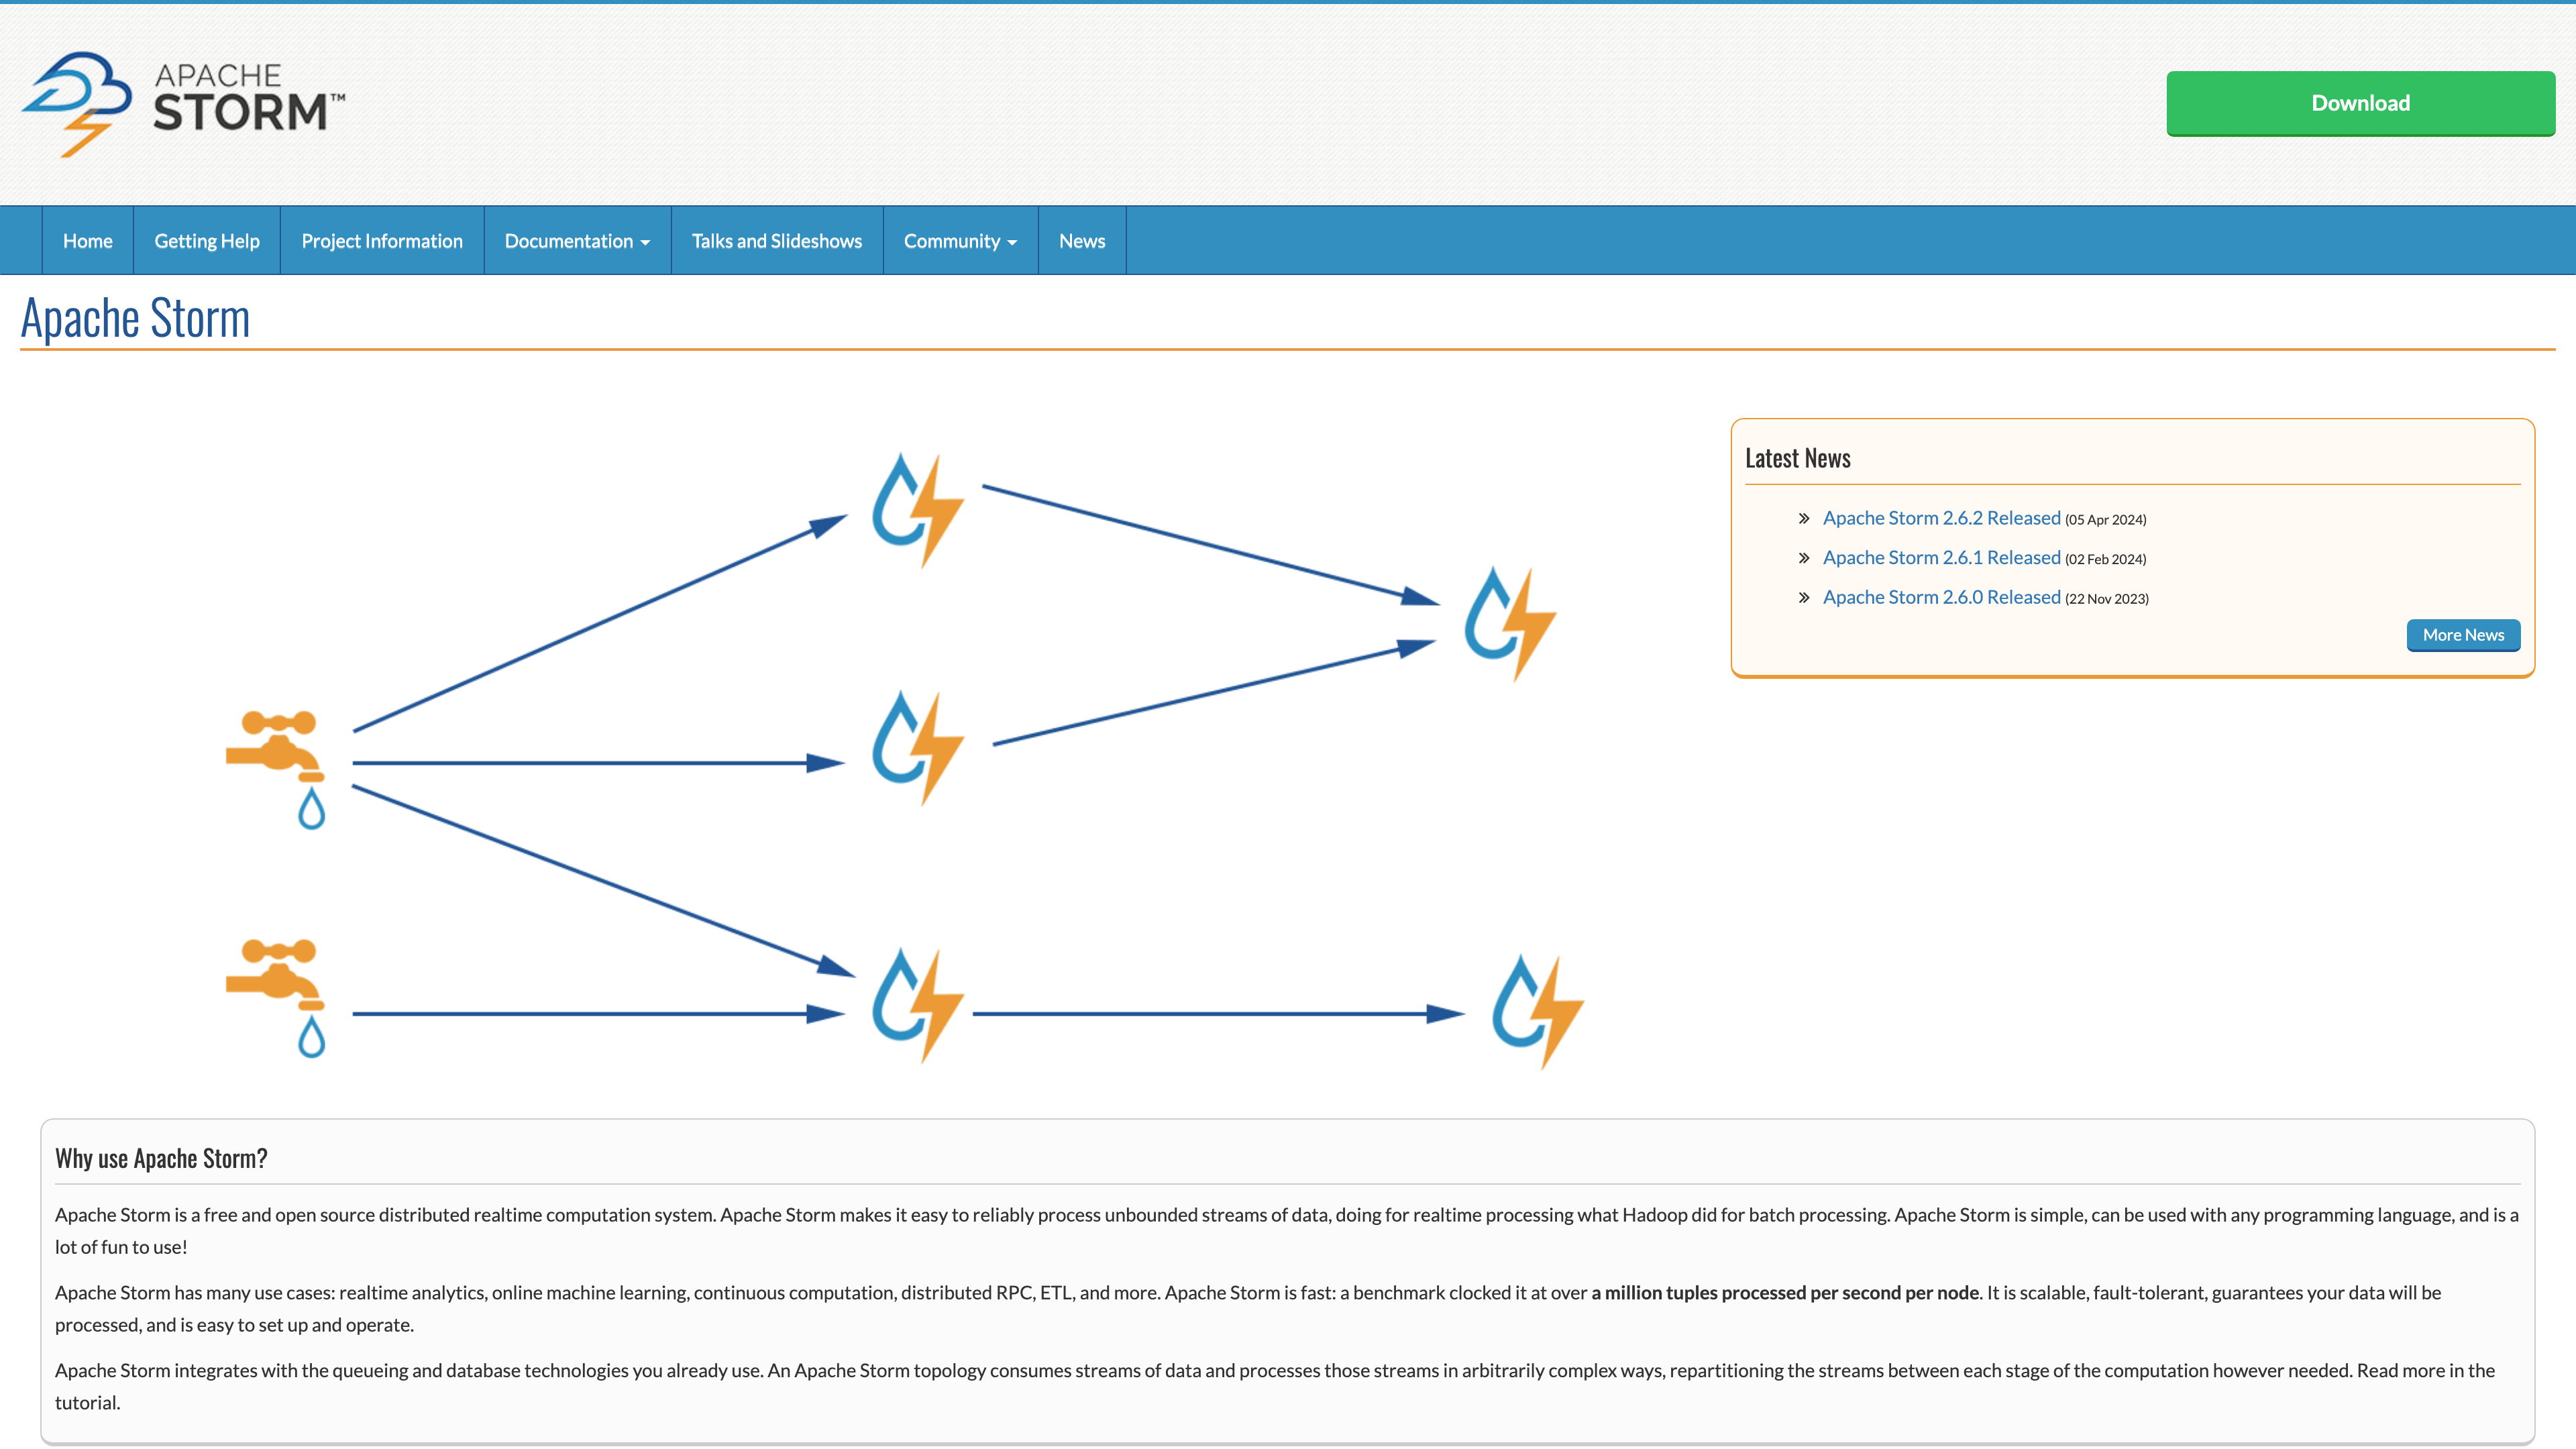 APACHE
STORM™
Download
Home
Getting Help
Project Information
Documentation
Talks and Slideshows
Community
News
Apache Storm
Latest News
Apache Storm 2.6.2 Released (05 Apr 2024)
Apache Storm 2.6.1 Released (02 Feb 2024)
Apache Storm 2.6.0 Released (22 Nov 2023)
More News
Why use Apache Storm?
Apache Storm is a free and open source distributed realtime computation system. Apache Storm makes it easy to reliably process unbounded streams of data, doing for realtime processing what Hadoop did for batch processing. Apache Storm is simple, can be used with any programming language, and is a
lot of fun to use!
Apache Storm has many use cases: realtime analytics, online machine learning, continuous computation, distributed RPC, ETL, and more. Apache Storm is fast: a benchmark clocked it at over a million tuples processed per second per node. It is scalable, fault-tolerant, guarantees your data will be
processed, and is easy to set up and operate.
Apache Storm integrates with the queueing and database technologies you already use. An Apache Storm topology consumes streams of data and processes those streams in arbitrarily complex ways, repartitioning the streams between each stage of the computation however needed. Read more in the
tutorial.